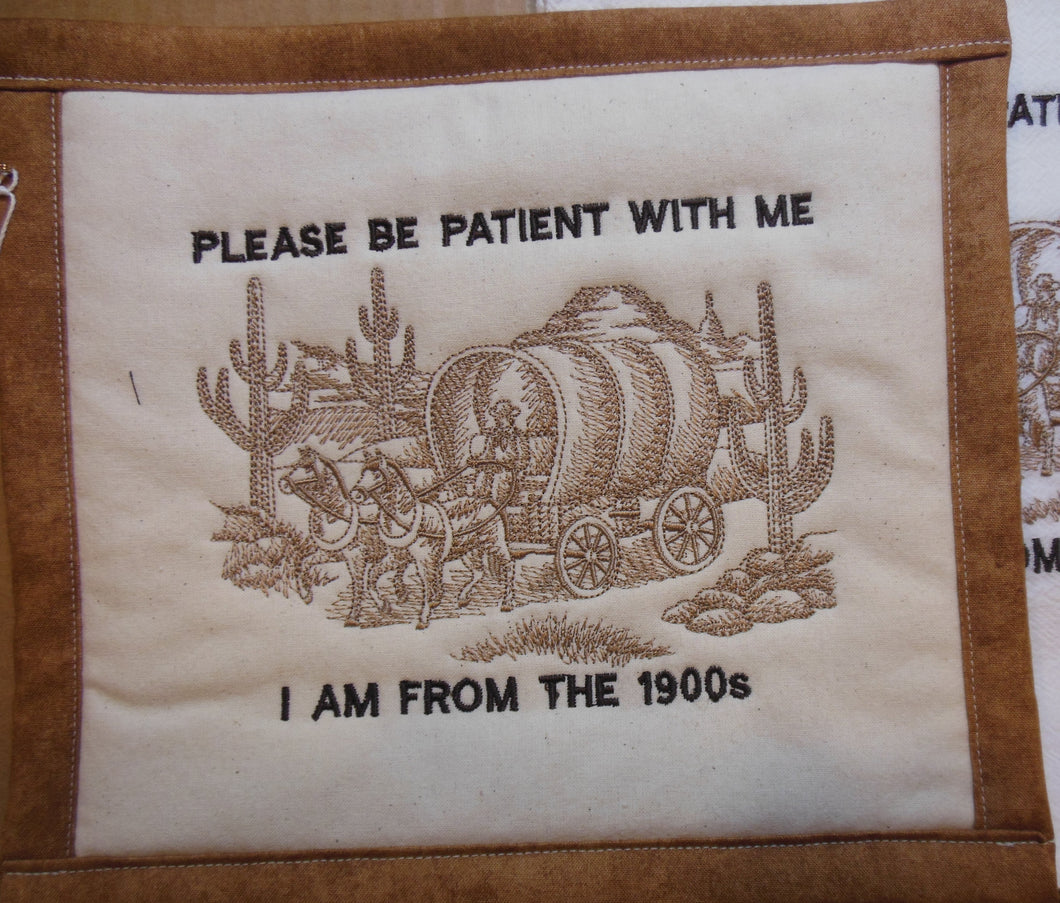 PLEASE BE PATIENT WITH ME
I AM FROM THE 1900s